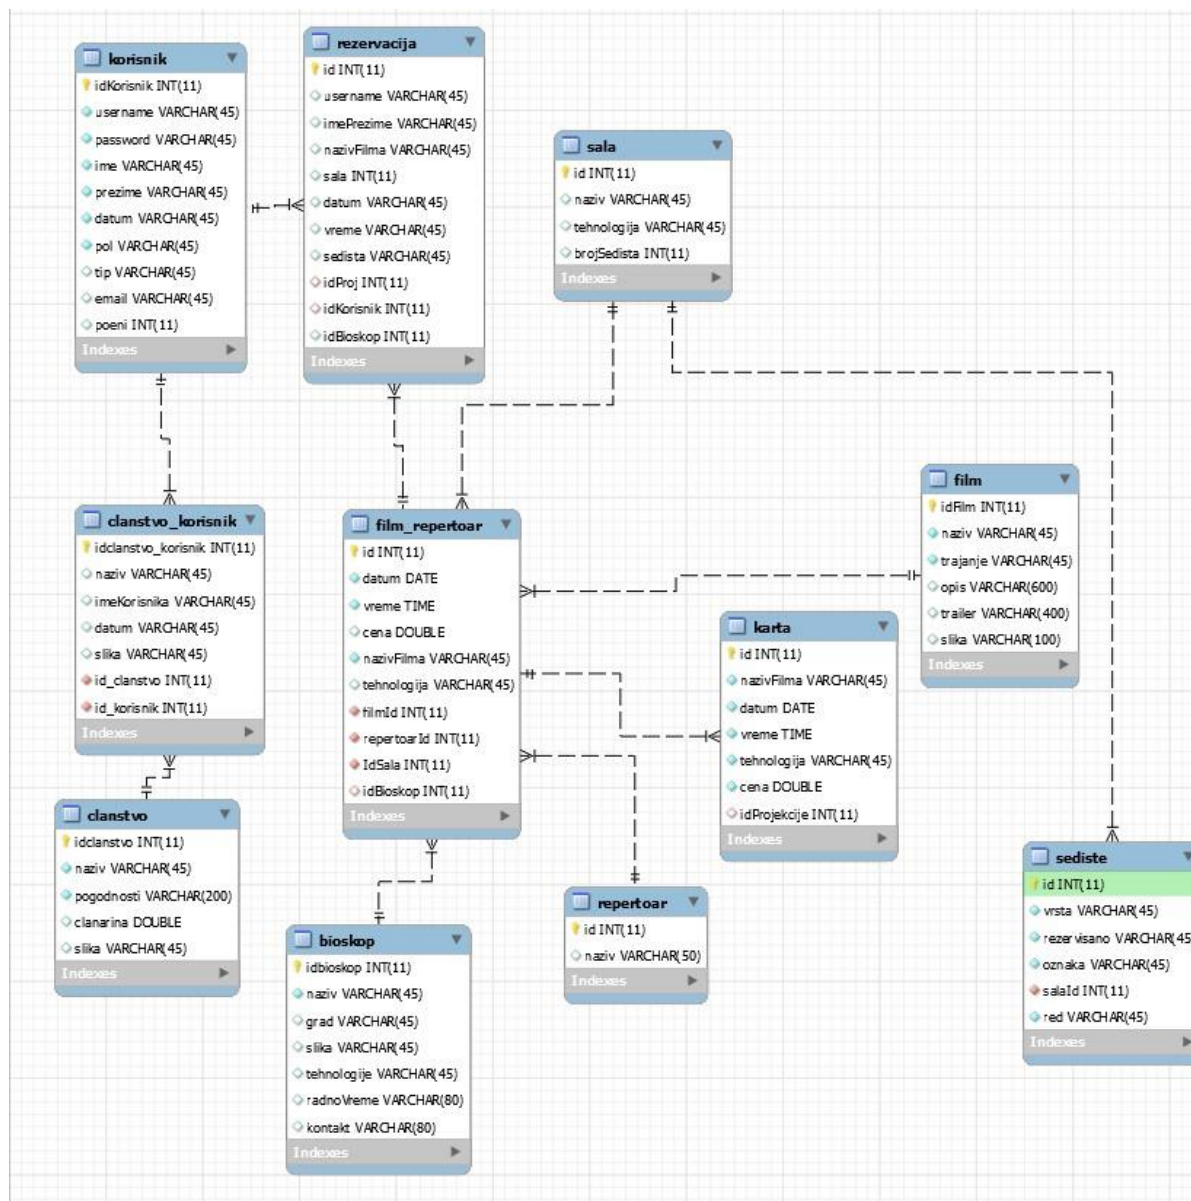 korisnik
idKorisnik INT(11)
username VARCHAR(45)
password VARCHAR(45)
ime VARCHAR(45)
prezime VARCHAR(45)
datum VARCHAR(45)
pol VARCHAR(45)
tip VARCHAR(45)
email VARCHAR(45)
poeni INT(11)
Indexes
rezervacija
id INT(11)
username VARCHAR(45)
imePrezime VARCHAR(45)
nazivFilma VARCHAR(45)
sala INT(11)
datum VARCHAR(45)
vreme VARCHAR(45)
sedista VARCHAR(45)
idProj INT(11)
idKorisnik INT(11)
idBioskop INT(11)
Indexes
sala
id INT(11)
naziv VARCHAR(45)
tehnologija VARCHAR(45)
brojSedista INT(11)
Indexes
clanstvo_korisnik
idclanstvo_korisnik INT(11)
naziv VARCHAR(45)
imeKorisnika VARCHAR(45)
datum VARCHAR(45)
slika VARCHAR(45)
id_clanstvo INT(11)
id_korisnik INT(11)
Indexes
film_repertoar
id INT(11)
datum DATE
vreme TIME
cena DOUBLE
nazivFilma VARCHAR(45)
tehnologija VARCHAR(45)
filmId INT(11)
repertoarId INT(11)
IdSala INT(11)
idBioskop INT(11)
Indexes
film
idFilm INT(11)
naziv VARCHAR(45)
trajanje VARCHAR(45)
opis VARCHAR(600)
trailer VARCHAR(400)
slika VARCHAR(100)
Indexes
karta
id INT(11)
nazivFilma VARCHAR(45)
datum DATE
vreme TIME
tehnologija VARCHAR(45)
cena DOUBLE
idProjekcije INT(11)
Indexes
clanstvo
idclanstvo INT(11)
naziv VARCHAR(45)
pogodnosti VARCHAR(200)
clanarina DOUBLE
slika VARCHAR(45)
Indexes
bioskop
idbioskop INT(11)
naziv VARCHAR(45)
grad VARCHAR(45)
slika VARCHAR(45)
tehnologije VARCHAR(45)
radnoVreme VARCHAR(80)
kontakt VARCHAR(80)
Indexes
repertoar
id INT(11)
naziv VARCHAR(50)
Indexes
sediste
id INT(11)
vrsta VARCHAR(45)
rezervisano VARCHAR(45
oznaka VARCHAR(45)
salaId INT(11)
red VARCHAR(45)
Indexes